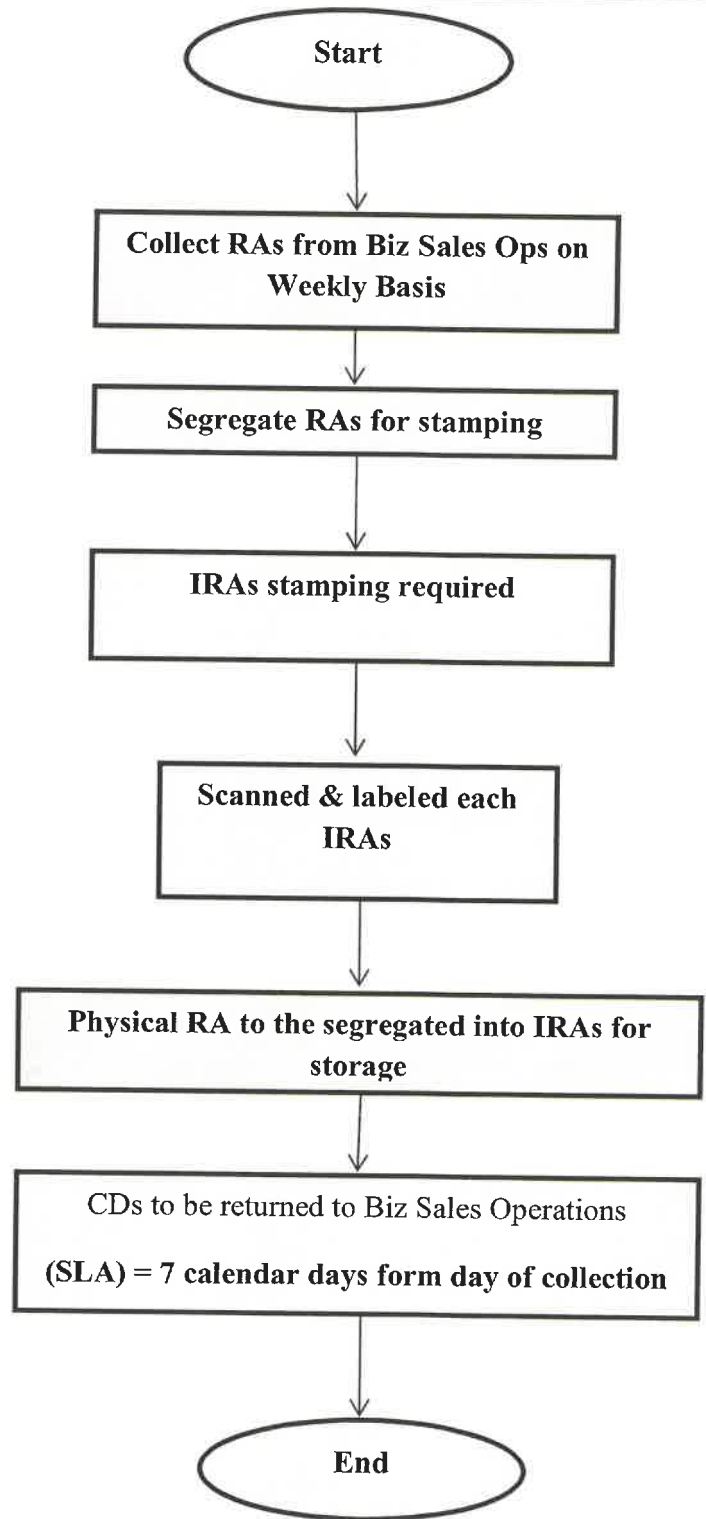 Start
Collect RAs from Biz Sales Ops on
Weekly Basis
Segregate RAs for stamping
IRAs stamping required
Scanned & labeled each
IRAs
Physical RA to the segregated into IRAs for
storage
CDs to be returned to Biz Sales Operations
(SLA) = 7 calendar days form day of collection
End